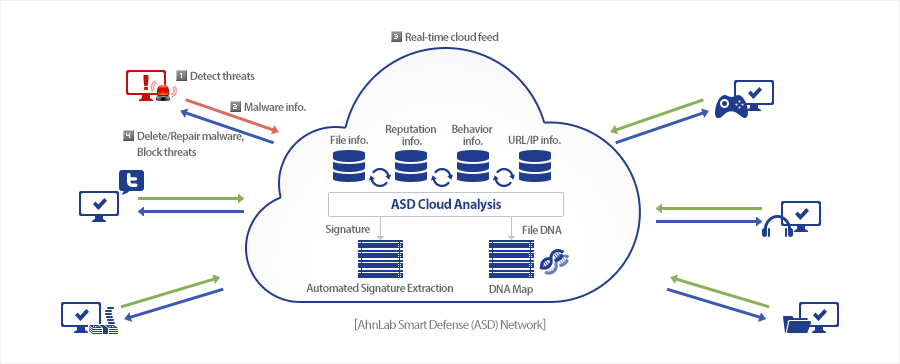 3 Real-time cloud feed
1 Detect threats
2 Malware info.
4 Delete/Repair malware,
Block threats
File info.
Reputation
info.
Behavior
info.
URL/IP info.
ASD Cloud Analysis
Signature
File DNA
Automated Signature Extraction
DNA Map
[AhnLab Smart Defense (ASD) Network]